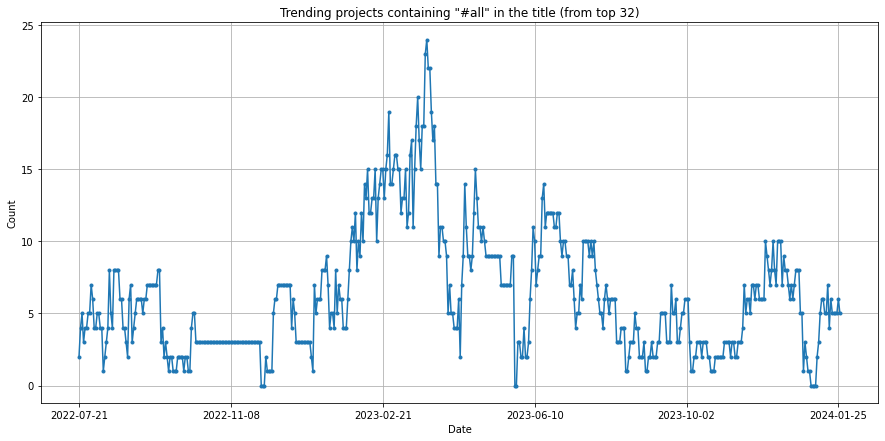 Trending projects containing "#all" in the title (from top 32)
25
20
15
10
5
0
Count
2022-07-21 2022-11-08 2023-02-21 2023-06-10 2023-10-02 2024-01-25
Date